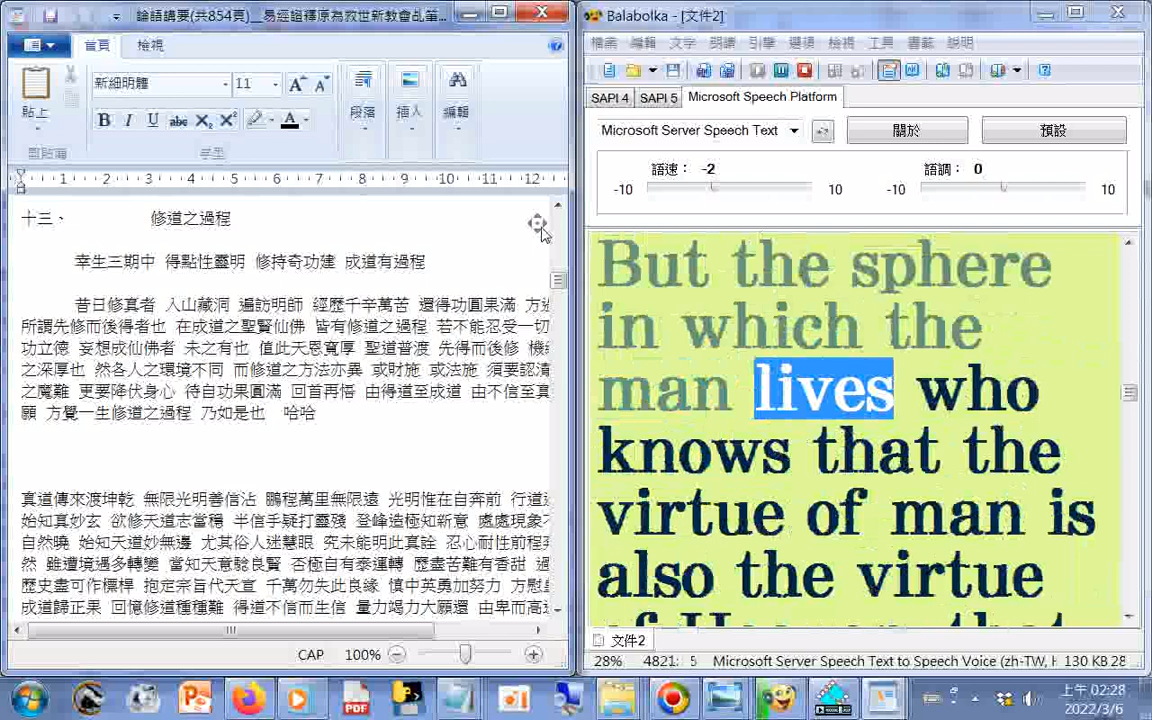 論語講要(共854頁)__易經證釋原為救世新教會乩筆...
首頁
檢視
新細明體
11
貼上
剪貼簿
字型
段落
插入
編輯
1 2 3 4 5 6 7 8 9 10 11 12
十三、 修道之過程
幸生三期中 得點性靈明 修持奇功建 成道有過程
昔日修真者 入山藏洞 遍訪明師 經歷千辛萬苦 還得功圓果滿 方
所謂先修而後得者也 在成道之聖賢仙佛 皆有修道之過程 若不能忍受一切
功立德 妄想成仙佛者 未之有也 值此天恩寬厚 聖道普渡 先得而後修 機
之深厚也 然各人之環境不同 而修道之方法亦異 或財施 或法施 須要認清
之魔難 更要降伏身心 待自功果圓滿 回首再悟 由得道至成道 由不信至真
願 方覺一生修道之過程 乃如是也 哈哈
真道傳來渡坤乾 無限光明善信沾 鵬程萬里無限遠 光明惟在自奔前 行道
始知真妙玄 欲修天道志當穩 半信半疑打靈殘 登峰造極知新意 處處現象
自然曉 始知天道妙無邊 尤其俗人迷慧眼 究未能明此真詮 忍心耐性前程
然 雖遭境遇多轉變 當知天意驗良賢 否極自有泰運轉 歷盡苦難有香甜
歷史盡可作標桿 抱定宗旨代天宣 千萬勿失此良緣 慎中英勇加努力 方慰
成道歸正果 回憶修道種種難 得道不信而生信 量力竭力大願還 由卑而高
CAP 100%
Balabolka - [文件2]
檔案 編輯 文字 朗讀 引擎 選項 檢視 工具 書籤 說明
SAPI 4 SAPI 5 Microsoft Speech Platform
Microsoft Server Speech Text
關於
預設
語速： -2
語調： 0
-10 10 -10 10
But the sphere
in which the
man lives who
knows that the
virtue of man is
also the virtue
of Heaven, that
文件2
28% 4821: 5 Microsoft Server Speech Text to Speech Voice (zh-TW, H 130 KB 28
上午 02:28
2022/3/6